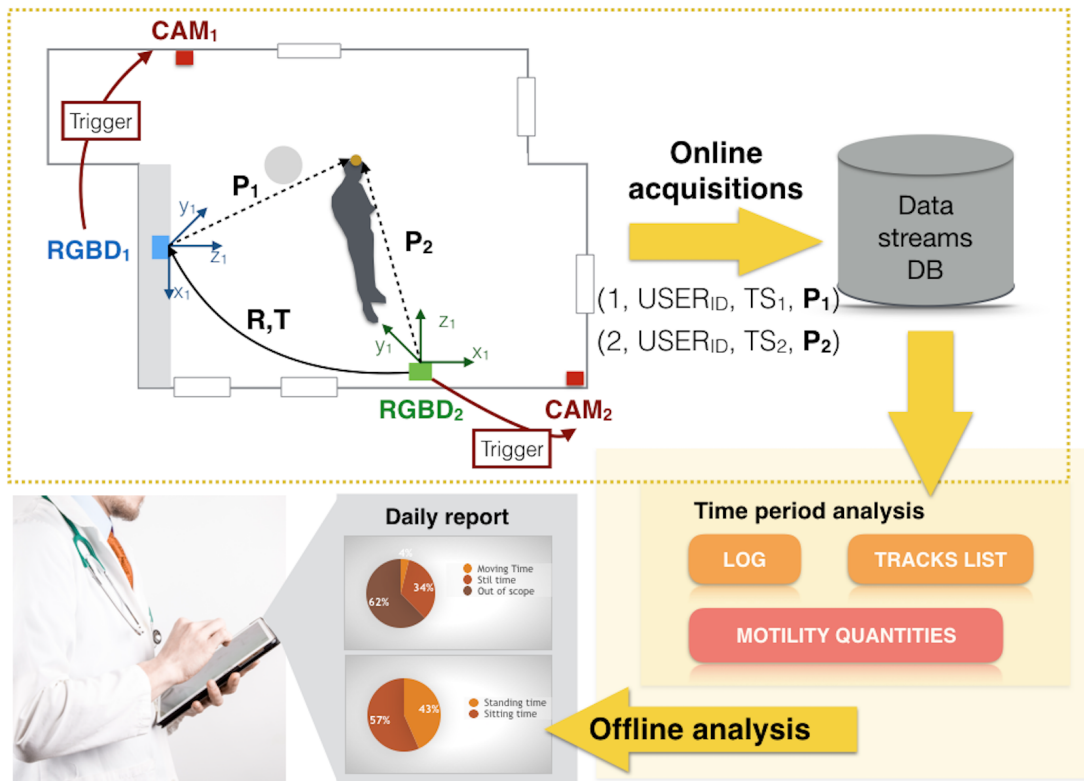 CAM1
Trigger
RGBD1
P1
P2
y1
z1
x1
R,T
z1
y1
x1
RGBD2
CAM2
Trigger
Online
acquisitions
Data
streams
DB
(1, USERID, TS1, P1)
(2, USERID, TS2, P2)
Time period analysis
LOG
TRACKS LIST
MOTILITY QUANTITIES
Offline analysis
Daily report
4%
34%
62%
Moving Time
Stil time
Out of scope
57%
43%
Standing time
Sitting time